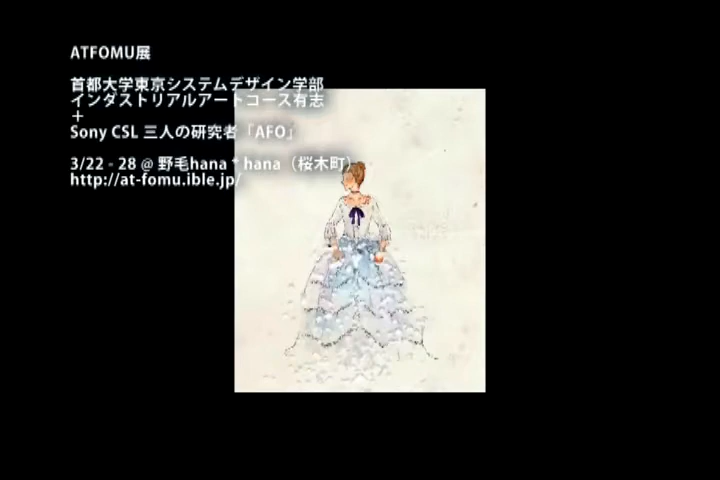 ATFOMU展
首都大学東京システムデザイン学部
インダストリアルアートコース有志
＋
Sony CSL 三人の研究者「AFO」
3/22 - 28 @ 野毛hana * hana（桜木町）
http://at-fomu.ible.jp/